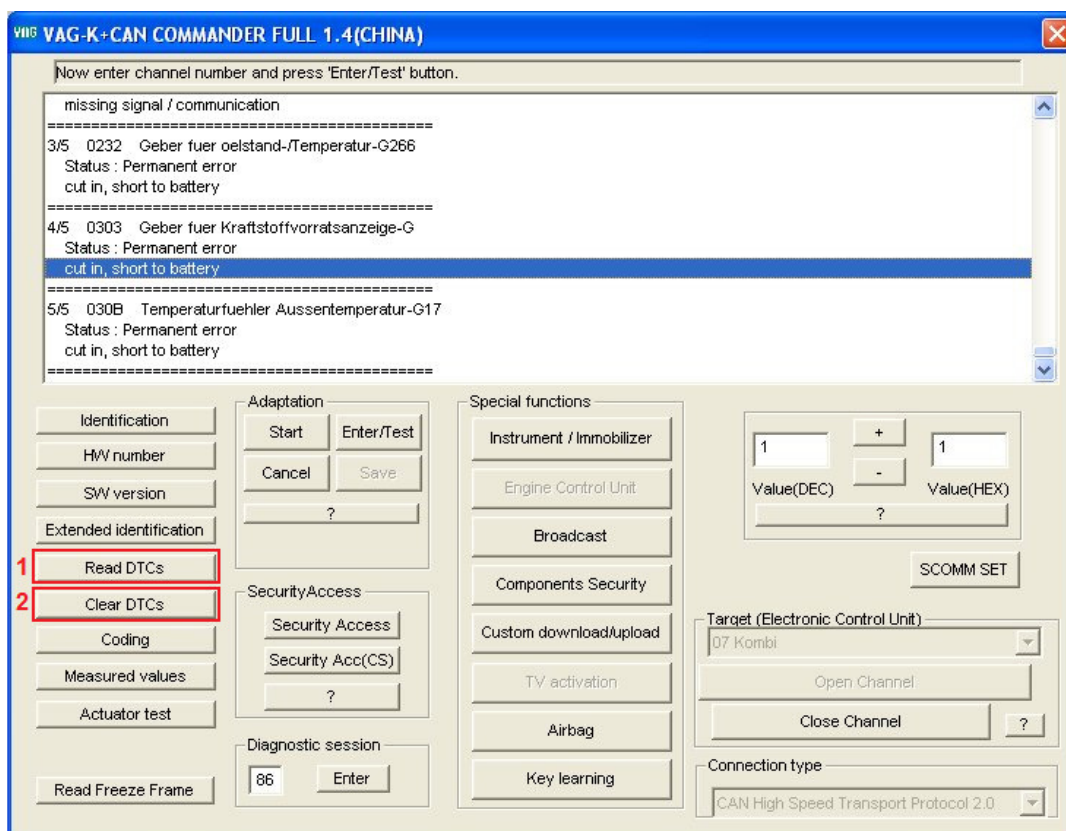 VAG VAG-K+CAN COMMANDER FULL 1.4(CHINA)
Now enter channel number and press 'Enter/Test' button.
missing signal / communication
============================================
3/5 0232 Geber fuer oelstand-/Temperatur-G266
Status : Permanent error
cut in, short to battery
============================================
4/5 0303 Geber fuer Kraftstoffvorratsanzeige-G
Status : Permanent error
cut in, short to battery
============================================
5/5 030B Temperaturfuehler Aussentemperatur-G17
Status : Permanent error
cut in, short to battery
============================================
Identification
HW number
SW version
Extended identification
1 Read DTCs
2 Clear DTCs
Coding
Measured values
Actuator test
Read Freeze Frame
Adaptation
Start Enter/Test
Cancel Save
?
SecurityAccess
Security Access
Security Acc(CS)
?
Diagnostic session
86 Enter
Special functions
Instrument / Immobilizer
Engine Control Unit
Broadcast
Components Security
Custom download/upload
TV activation
Airbag
Key learning
1 + 1
-
Value(DEC) Value(HEX)
?
SCOMM SET
Target (Electronic Control Unit)
07 Kombi
Open Channel
Close Channel ?
Connection type
CAN High Speed Transport Protocol 2.0